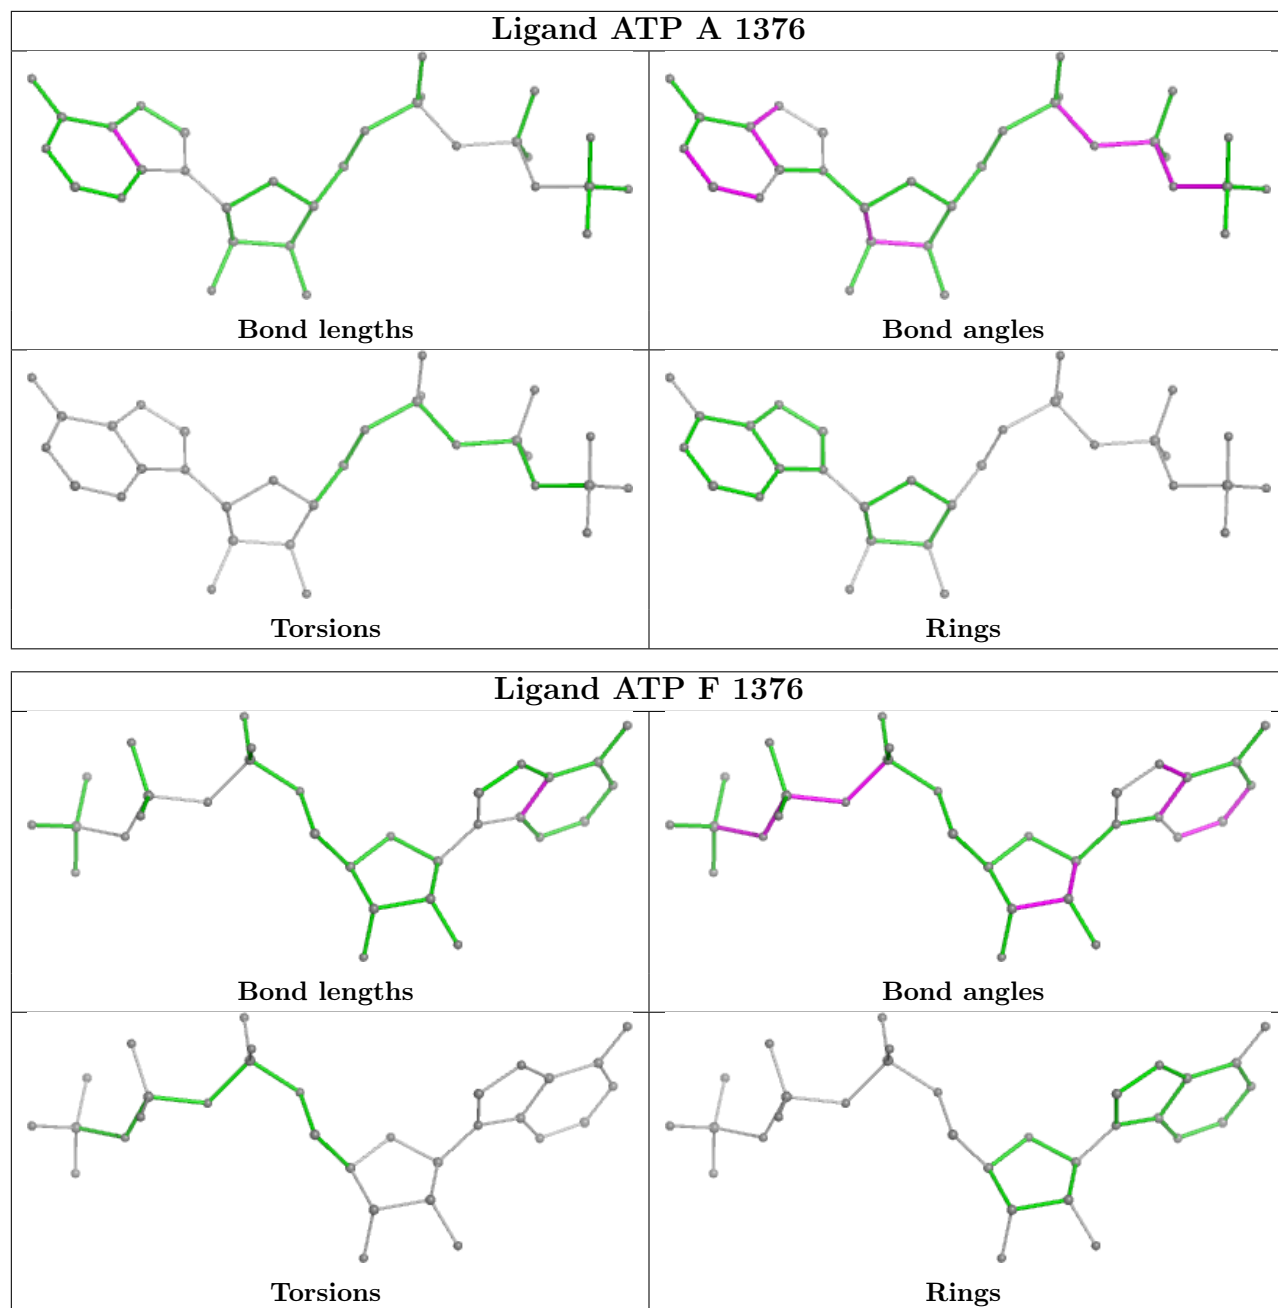 Ligand ATP A 1376
Bond lengths
Bond angles
Torsions
Rings
Ligand ATP F 1376
Bond lengths
Bond angles
Torsions
Rings